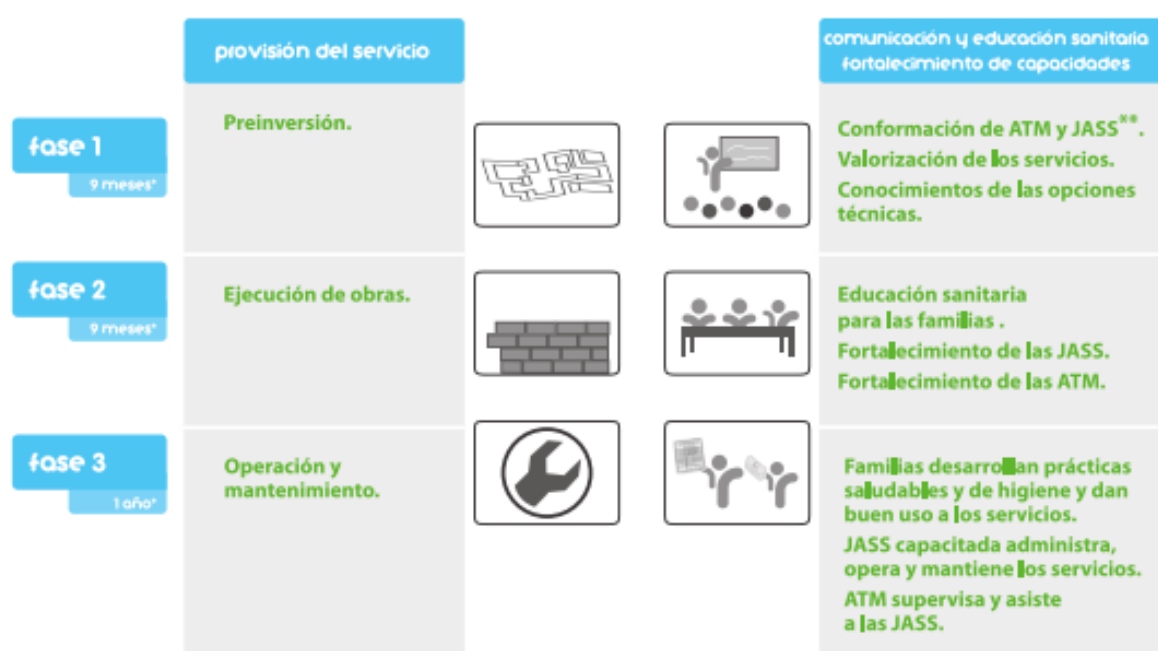 provisión del servicio
comunicación y educación sanitaria
fortalecimiento de capacidades
fase 1
9 meses*
Preinversión.
Conformación de ATM y JASS**.
Valorización de los servicios.
Conocimientos de las opciones
técnicas.
fase 2
9 meses*
Ejecución de obras.
Educación sanitaria
para las familias .
Fortalecimiento de las JASS.
Fortalecimiento de las ATM.
fase 3
1 año*
Operación y
mantenimiento.
Familias desarrollan prácticas
saludables y de higiene y dan
buen uso a los servicios.
JASS capacitada administra,
opera y mantiene los servicios.
ATM supervisa y asiste
a las JASS.